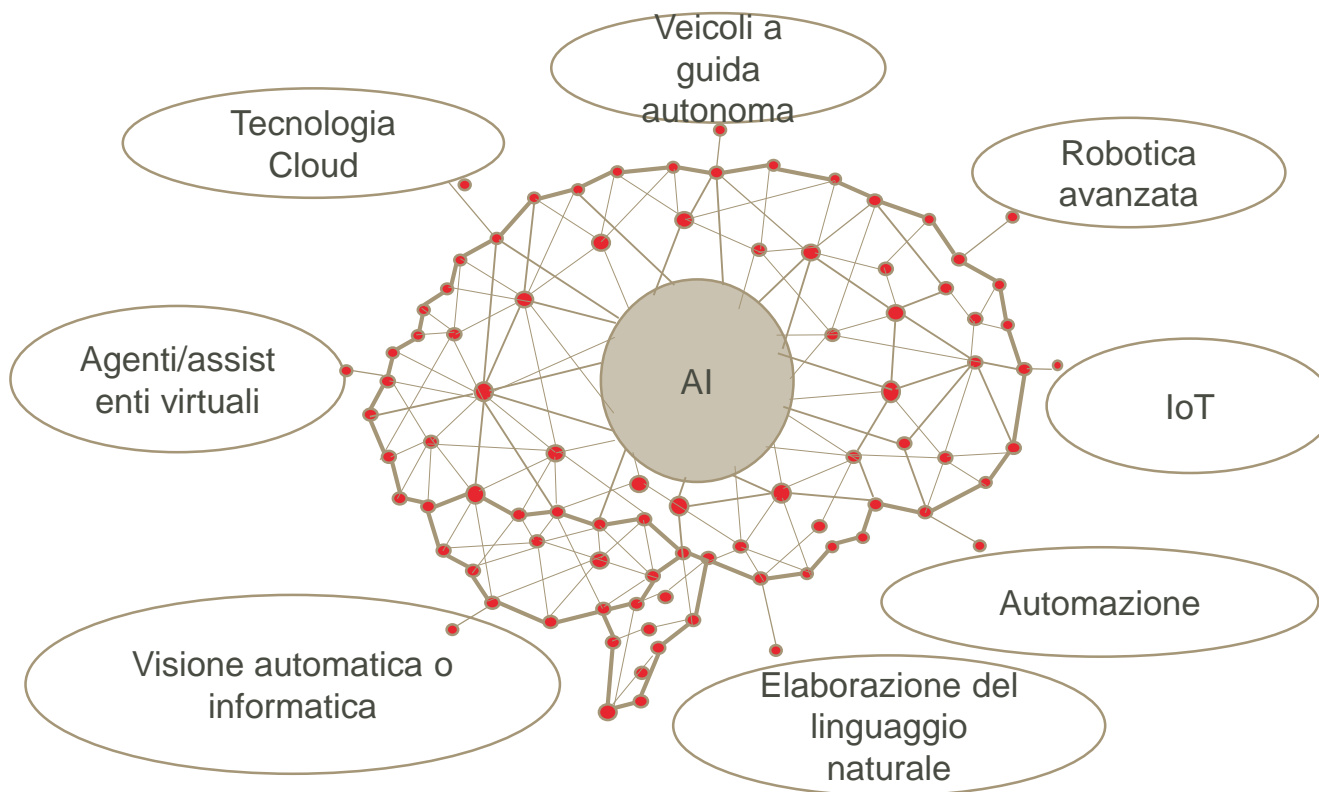 Veicoli a
guida
autonoma
Tecnologia
Cloud
Robotica
avanzata
Agenti/assist
enti virtuali
AI
IoT
Automazione
Visione automatica o
informatica
Elaborazione del
linguaggio
naturale